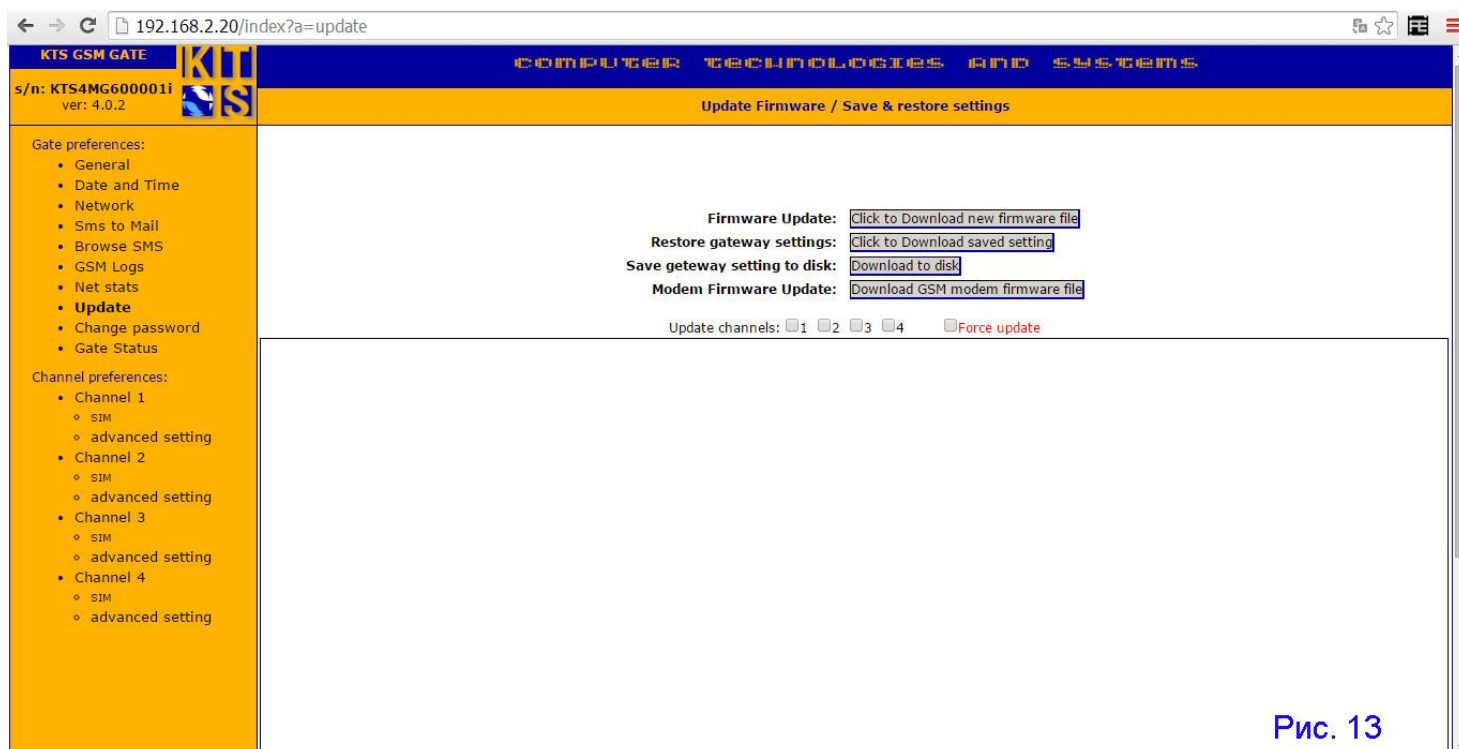 192.168.2.20/index?a=update
KTS GSM GATE
KTS
COMPUTER TECHNOLOGIES AND SYSTEMS
s/n: KTS4MG600001i
ver: 4.0.2
Update Firmware / Save & restore settings
Gate preferences:
General
Date and Time
Network
Sms to Mail
Browse SMS
GSM Logs
Net stats
Update
Change password
Gate Status
Channel preferences:
Channel 1
SIM
advanced setting
Channel 2
SIM
advanced setting
Channel 3
SIM
advanced setting
Channel 4
SIM
advanced setting
Firmware Update: Click to Download new firmware file
Restore gateway settings: Click to Download saved setting
Save geteway setting to disk: Download to disk
Modem Firmware Update: Download GSM modem firmware file
Update channels: 1 2 3 4 Force update
Рис. 13